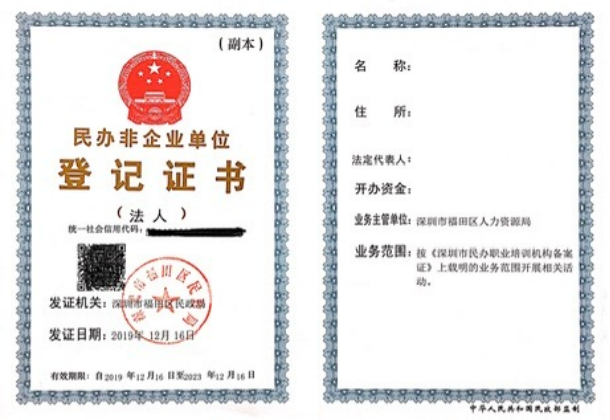 （副本）
民办非企业单位
登记证书
（法人）
统一社会信用代码：
发证机关：深圳市福田区民政局
发证日期：2019年12月16日
有效期限：自2019年12月16日至2023年12月16日
名　称：
住　所：
法定代表人：
开办资金：
业务主管单位：深圳市福田区人力资源局
业务范围：按《深圳市民办职业培训机构备案
证》上载明的业务范围开展相关活
动。
中华人民共和国民政部监制